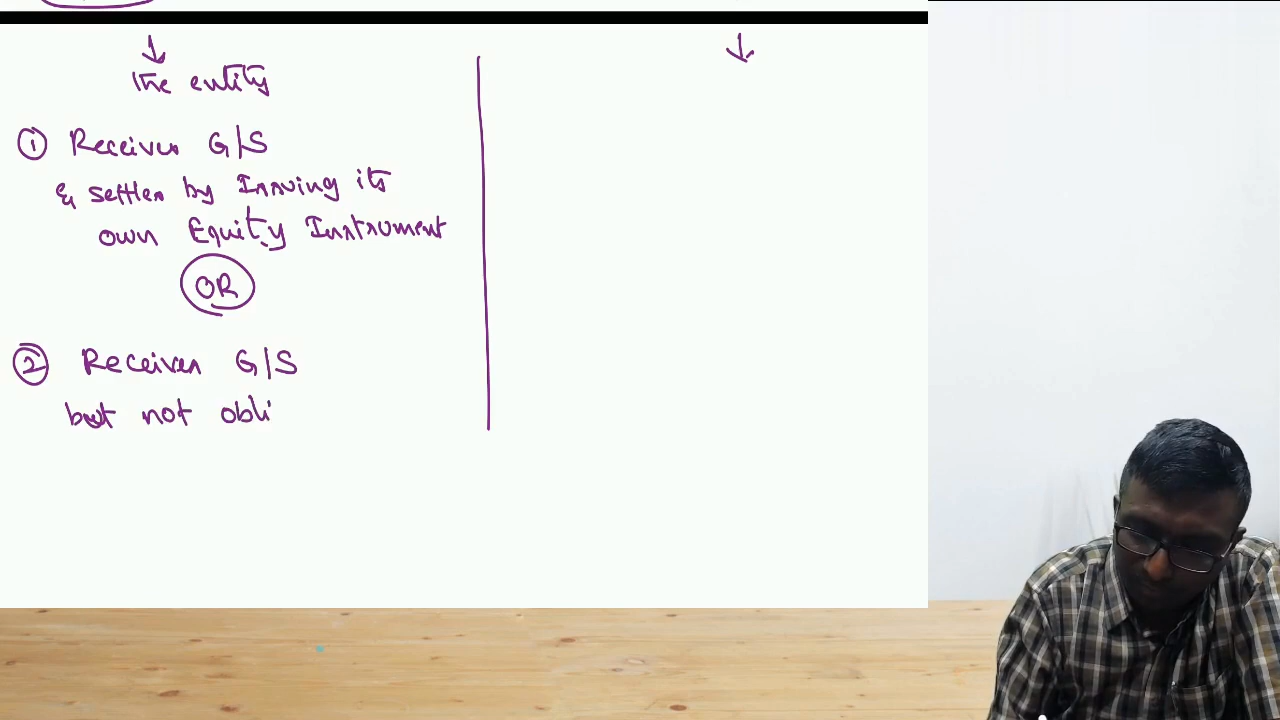 the entity
① Receives G/S
& settles by Issuing its
own Equity Instrument
OR
② Receives G/S
but not obli